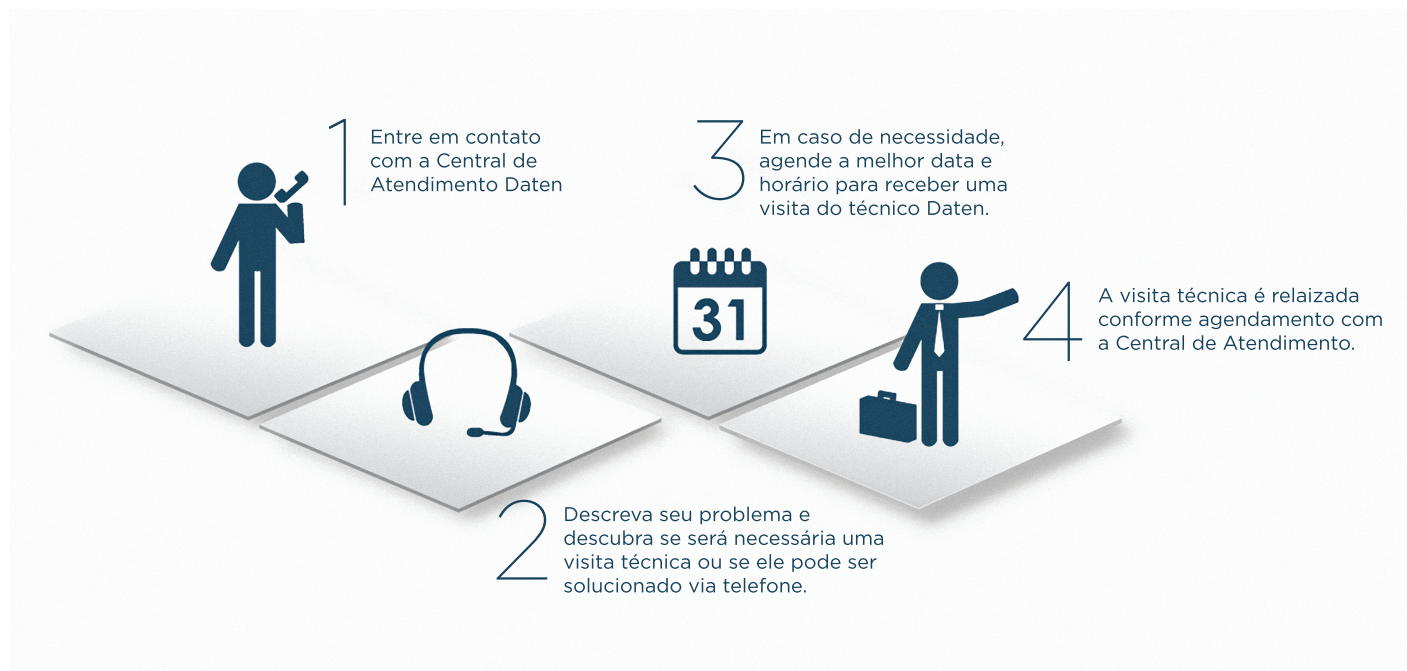 1
Entre em contato
com a Central de
Atendimento Daten
2
Descreva seu problema e
descubra se será necessária uma
visita técnica ou se ele pode ser
solucionado via telefone.
3
Em caso de necessidade,
agende a melhor data e
horário para receber uma
visita do técnico Daten.
31
4
A visita técnica é relaizada
conforme agendamento com
a Central de Atendimento.